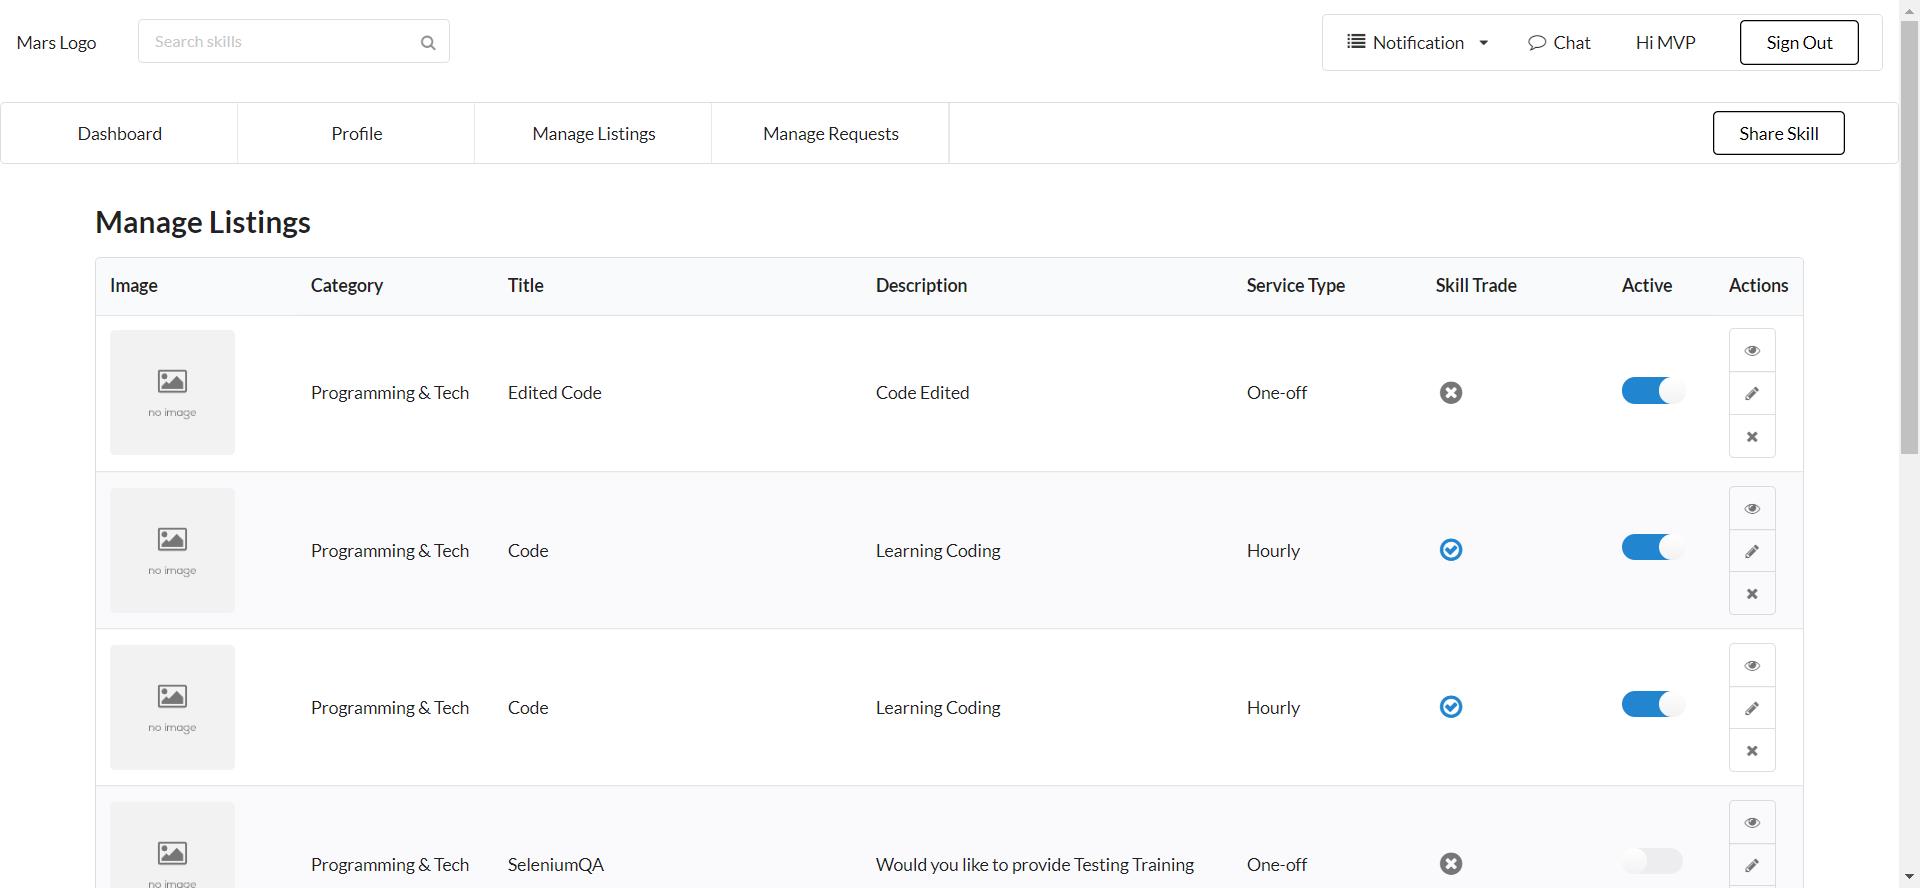 Mars Logo
Search skills
Notification
Chat
Hi MVP
Sign Out
Dashboard
Profile
Manage Listings
Manage Requests
Share Skill
Manage Listings
Image Category Title Description Service Type Skill Trade Active Actions
no image
Programming & Tech Edited Code Code Edited One-off
no image
Programming & Tech Code Learning Coding Hourly
no image
Programming & Tech Code Learning Coding Hourly
no image
Programming & Tech SeleniumQA Would you like to provide Testing Training One-off